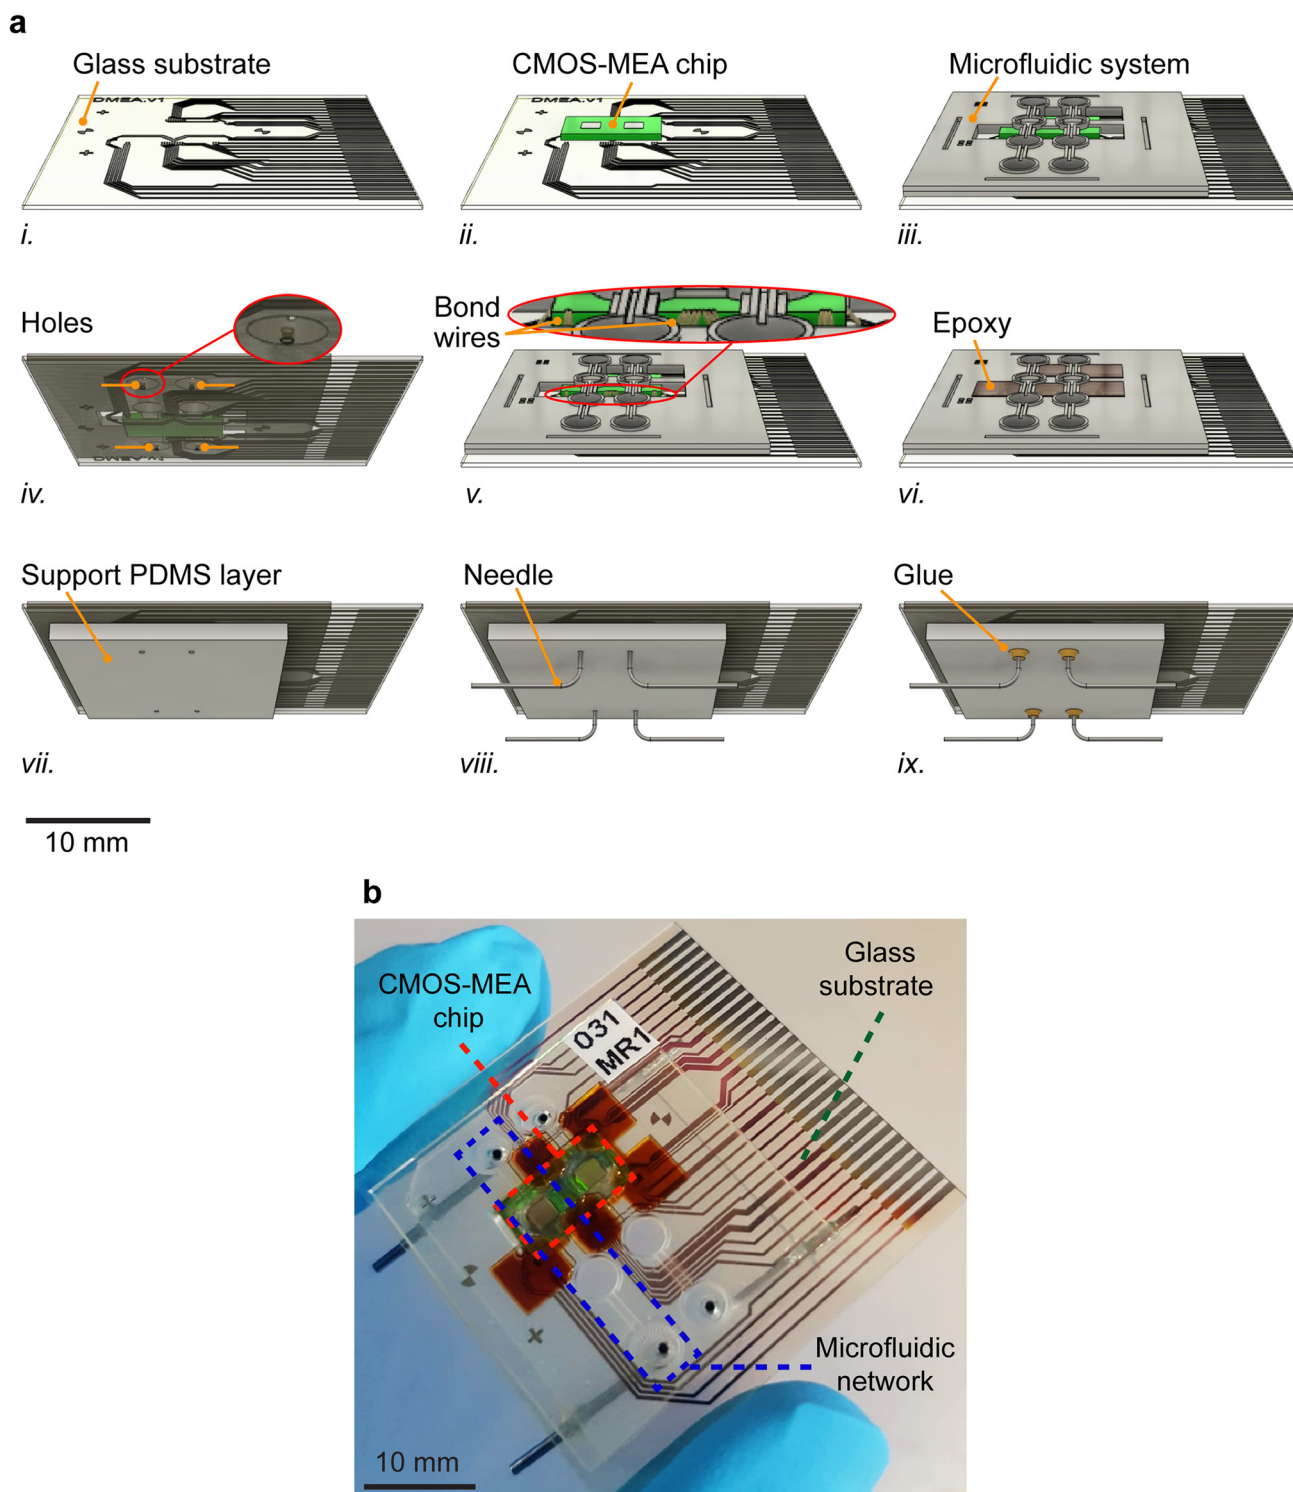 a
Glass substrate
CMOS-MEA chip
Microfluidic system
DMEA.v1
DMEA.v1
i.
ii.
iii.
Holes
Bond
wires
Epoxy
DMEA.v1
iv.
v.
vi.
Support PDMS layer
Needle
Glue
vii.
viii.
ix.
10 mm
b
CMOS-MEA
chip
Glass
substrate
031
MR1
Microfluidic
network
10 mm